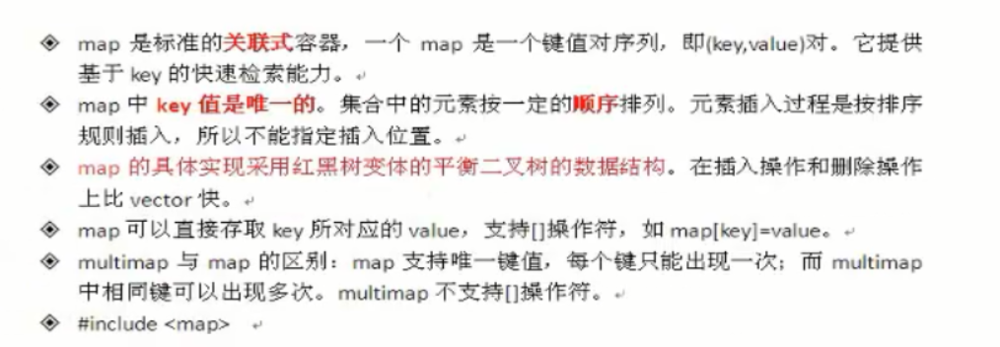 ◈ map 是标准的关联式容器，一个 map 是一个键值对序列，即(key,value)对。它提供
基于 key 的快速检索能力。
◈ map 中 key 值是唯一的。集合中的元素按一定的顺序排列。元素插入过程是按排序
规则插入，所以不能指定插入位置。
◈ map 的具体实现采用红黑树变体的平衡二叉树的数据结构。在插入操作和删除操作
上比 vector 快。
◈ map 可以直接存取 key 所对应的 value，支持[]操作符，如 map[key]=value。
◈ multimap 与 map 的区别：map 支持唯一键值，每个键只能出现一次；而 multimap
中相同键可以出现多次。multimap 不支持[]操作符。
◈ #include <map>